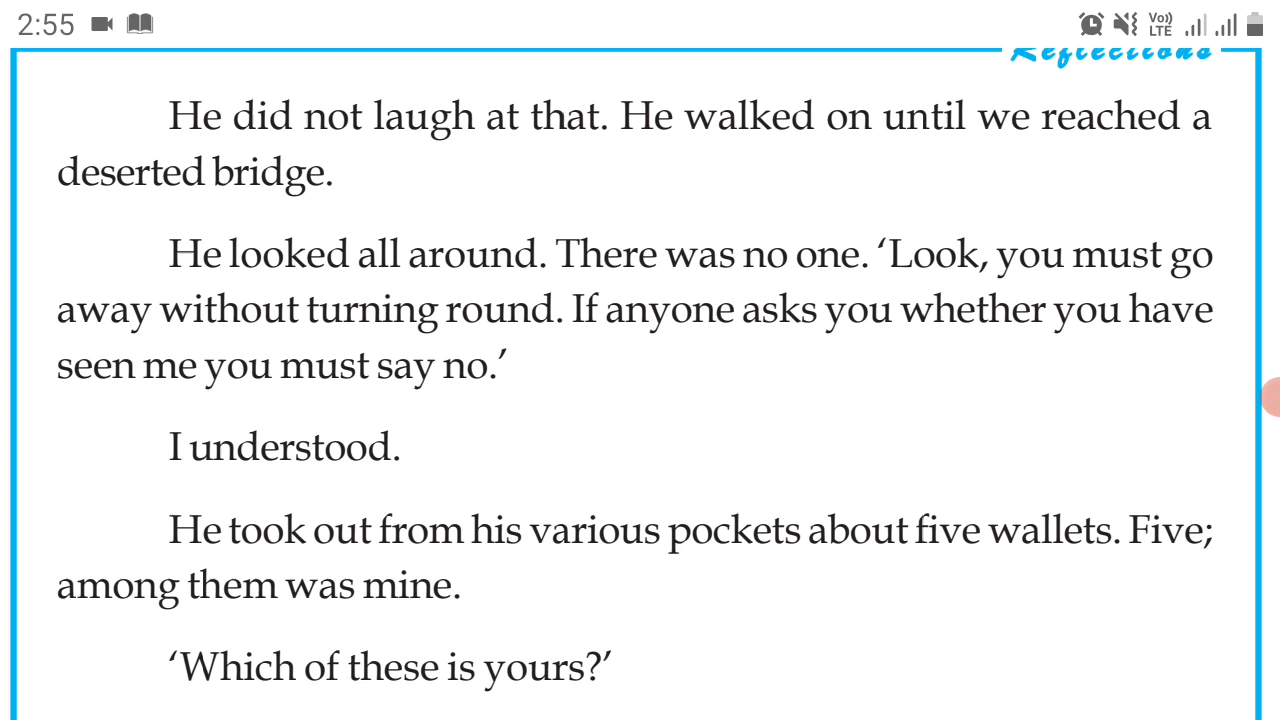 2:55
Vo)) LTE
Reflections
He did not laugh at that. He walked on until we reached a
deserted bridge.
He looked all around. There was no one. ‘Look, you must go
away without turning round. If anyone asks you whether you have
seen me you must say no.’
I understood.
He took out from his various pockets about five wallets. Five;
among them was mine.
‘Which of these is yours?’